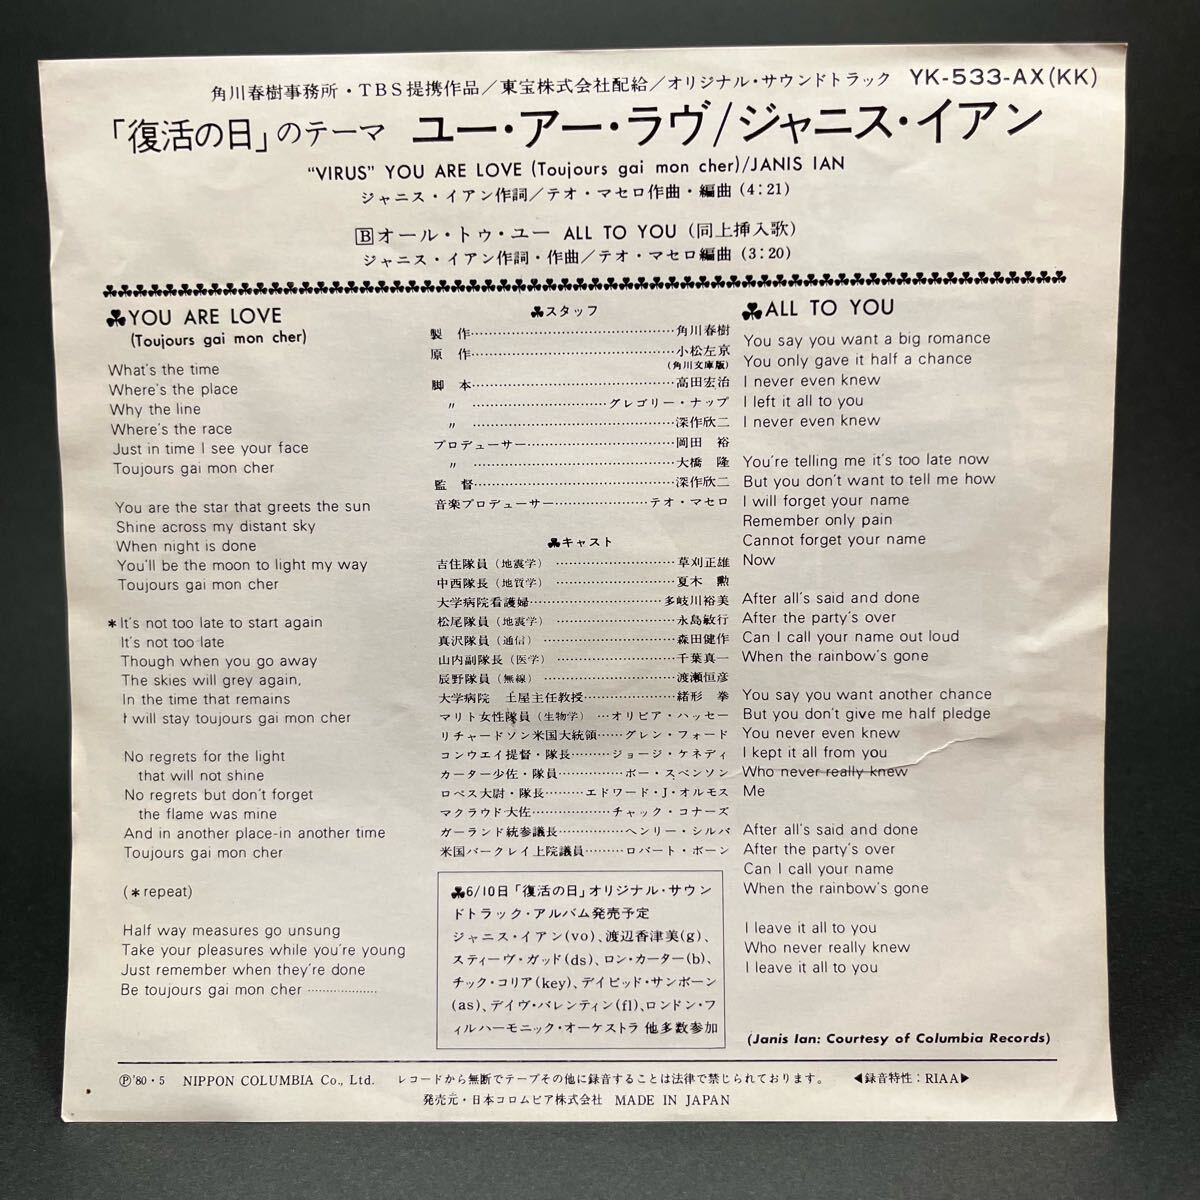 角川春樹事務所・TBS提携作品/東宝株式会社配給/オリジナル・サウンドトラック YK-533-AX(KK)
「復活の日」のテーマ ユー・アー・ラヴ/ジャニス・イアン
"VIRUS" YOU ARE LOVE (Toujours gai mon cher)/JANIS IAN
ジャニス・イアン作詞/テオ・マセロ作曲・編曲 (4:21)
B オール・トゥ・ユー ALL TO YOU (同上挿入歌)
ジャニス・イアン作詞・作曲/テオ・マセロ編曲 (3:20)
☘YOU ARE LOVE
(Toujours gai mon cher)
What's the time
Where's the place
Why the line
Where's the race
Just in time I see your face
Toujours gai mon cher
You are the star that greets the sun
Shine across my distant sky
When night is done
You'll be the moon to light my way
Toujours gai mon cher
*It's not too late to start again
It's not too late
Though when you go away
The skies will grey again,
In the time that remains
I will stay toujours gai mon cher
No regrets for the light
that will not shine
No regrets but don't forget
the flame was mine
And in another place-in another time
Toujours gai mon cher
(*repeat)
Half way measures go unsung
Take your pleasures while you're young
Just remember when they're done
Be toujours gai mon cher …………………
☘スタッフ
製作……角川春樹
原作……小松左京
(角川文庫版)
脚本……高田宏治
〃……グレゴリー・ナップ
〃……深作欣二
プロデューサー……岡田 裕
〃……大橋 隆
監督……深作欣二
音楽プロデューサー……テオ・マセロ
☘キャスト
吉住隊員 (地震学)……草刈正雄
中西隊長 (地質学)……夏木 勲
大学病院看護婦……多岐川裕美
松尾隊員 (地震学)……永島敏行
真沢隊員 (通信)……森田健作
山内副隊長 (医学)……千葉真一
辰野隊員 (無線)……渡瀬恒彦
大学病院 土屋主任教授……緒形 拳
マリト女性隊員 (生物学)…オリビア・ハッセー
リチャードソン米国大統領……グレン・フォード
コンウエイ提督・隊長……ジョージ・ケネディ
カーター少佐・隊員……ボー・スペンソン
ロペス大尉・隊長……エドワード・J・オルモス
マクラウド大佐……チャック・コナーズ
ガーランド統参議長……ヘンリー・シルバ
米国バークレイ上院議員……ロバート・ボーン
☘6/10日「復活の日」オリジナル・サウン
ドトラック・アルバム発売予定
ジャニス・イアン(vo)、渡辺香津美(g)、
スティーヴ・ガッド(ds)、ロン・カーター(b)、
チック・コリア(key)、デイビッド・サンボーン
(as)、デイヴ・バレンティン(fl)、ロンドン・フ
ィルハーモニック・オーケストラ 他多数参加
☘ALL TO YOU
You say you want a big romance
You only gave it half a chance
I never even knew
I left it all to you
I never even knew
You're telling me it's too late now
But you don't want to tell me how
I will forget your name
Remember only pain
Cannot forget your name
Now
After all's said and done
After the party's over
Can I call your name out loud
When the rainbow's gone
You say you want another chance
But you don't give me half pledge
You never even knew
I kept it all from you
Who never really knew
Me
After all's said and done
After the party's over
Can I call your name
When the rainbow's gone
I leave it all to you
Who never really knew
I leave it all to you
(Janis Ian: Courtesy of Columbia Records)
Ⓟ'80・5 NIPPON COLUMBIA Co., Ltd. レコードから無断でテープその他に録音することは法律で禁じられております。 ◀録音特性：RIAA▶
発売元・日本コロムビア株式会社 MADE IN JAPAN